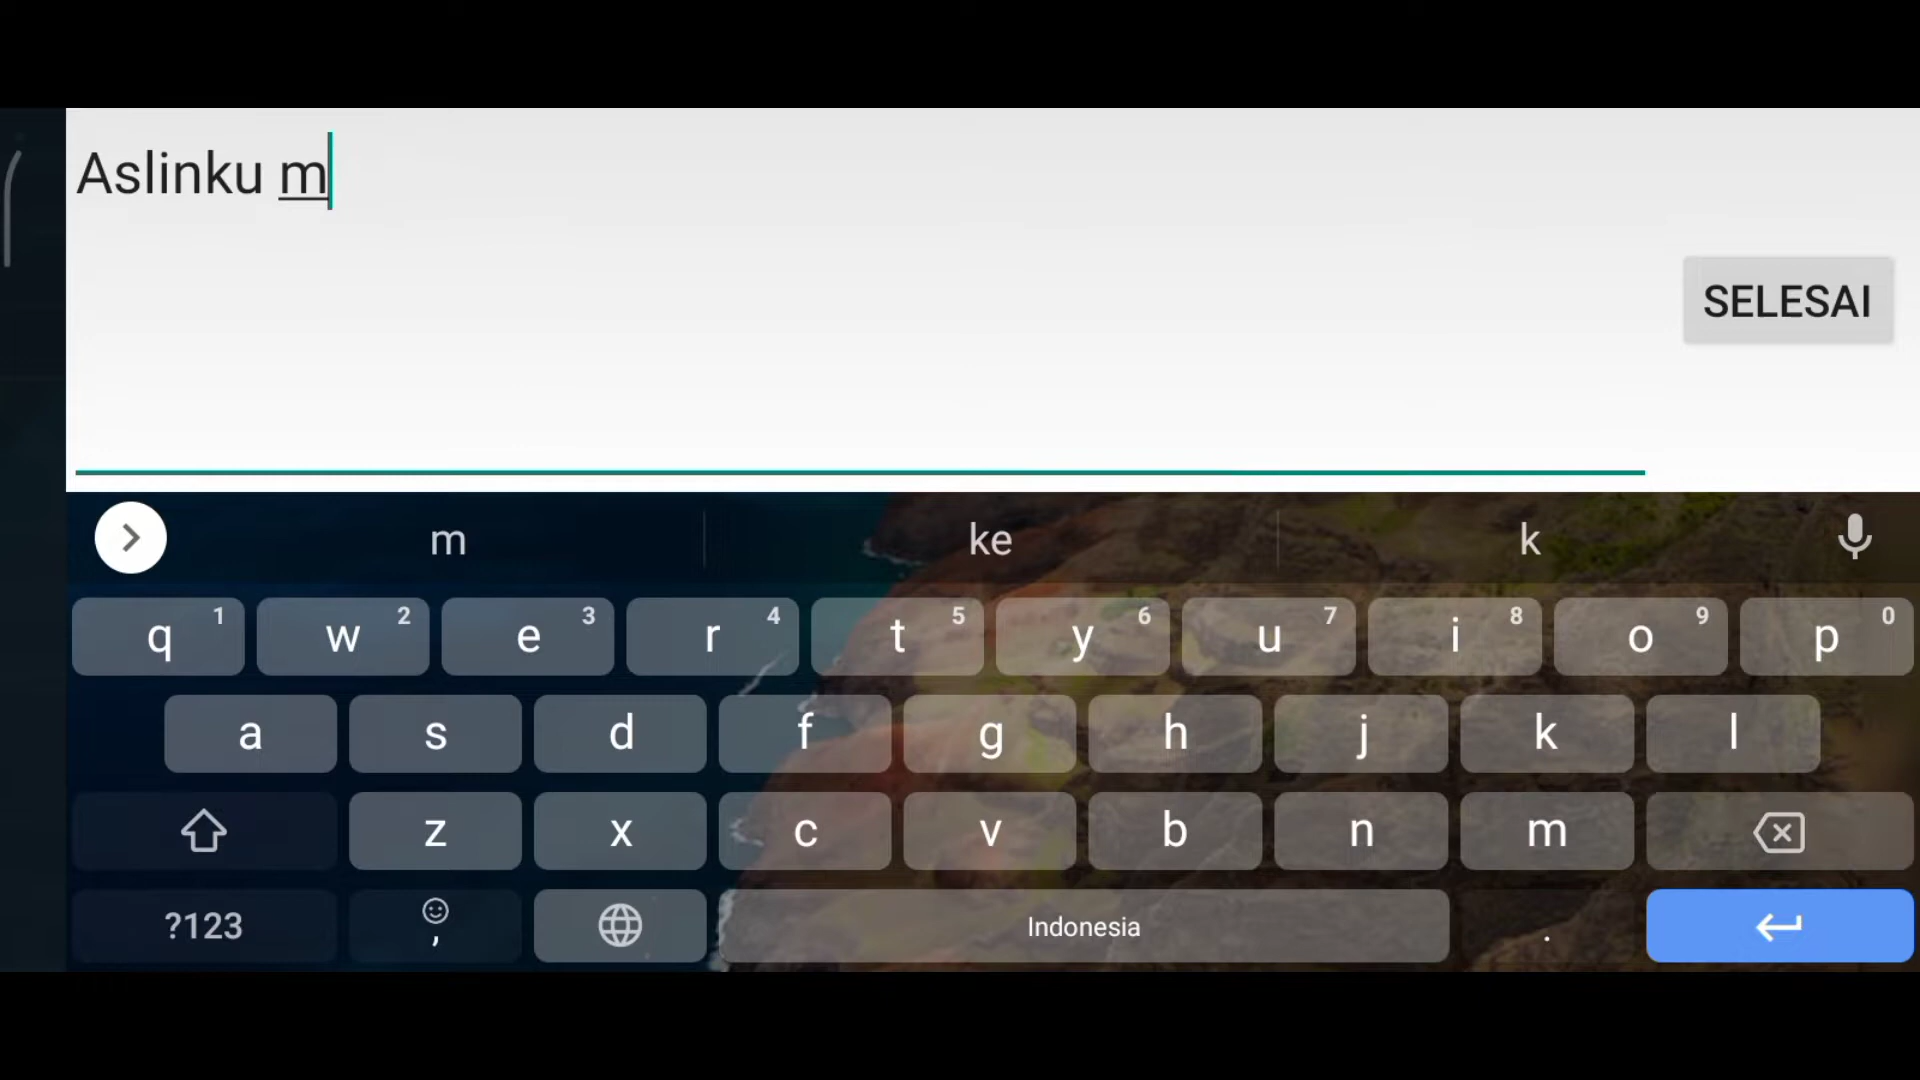 Aslinku m
SELESAI
m ke k
q 1 w 2 e 3 r 4 t 5 y 6 u 7 i 8 o 9 p 0
a s d f g h j k l
z x c v b n m
?123 , Indonesia .